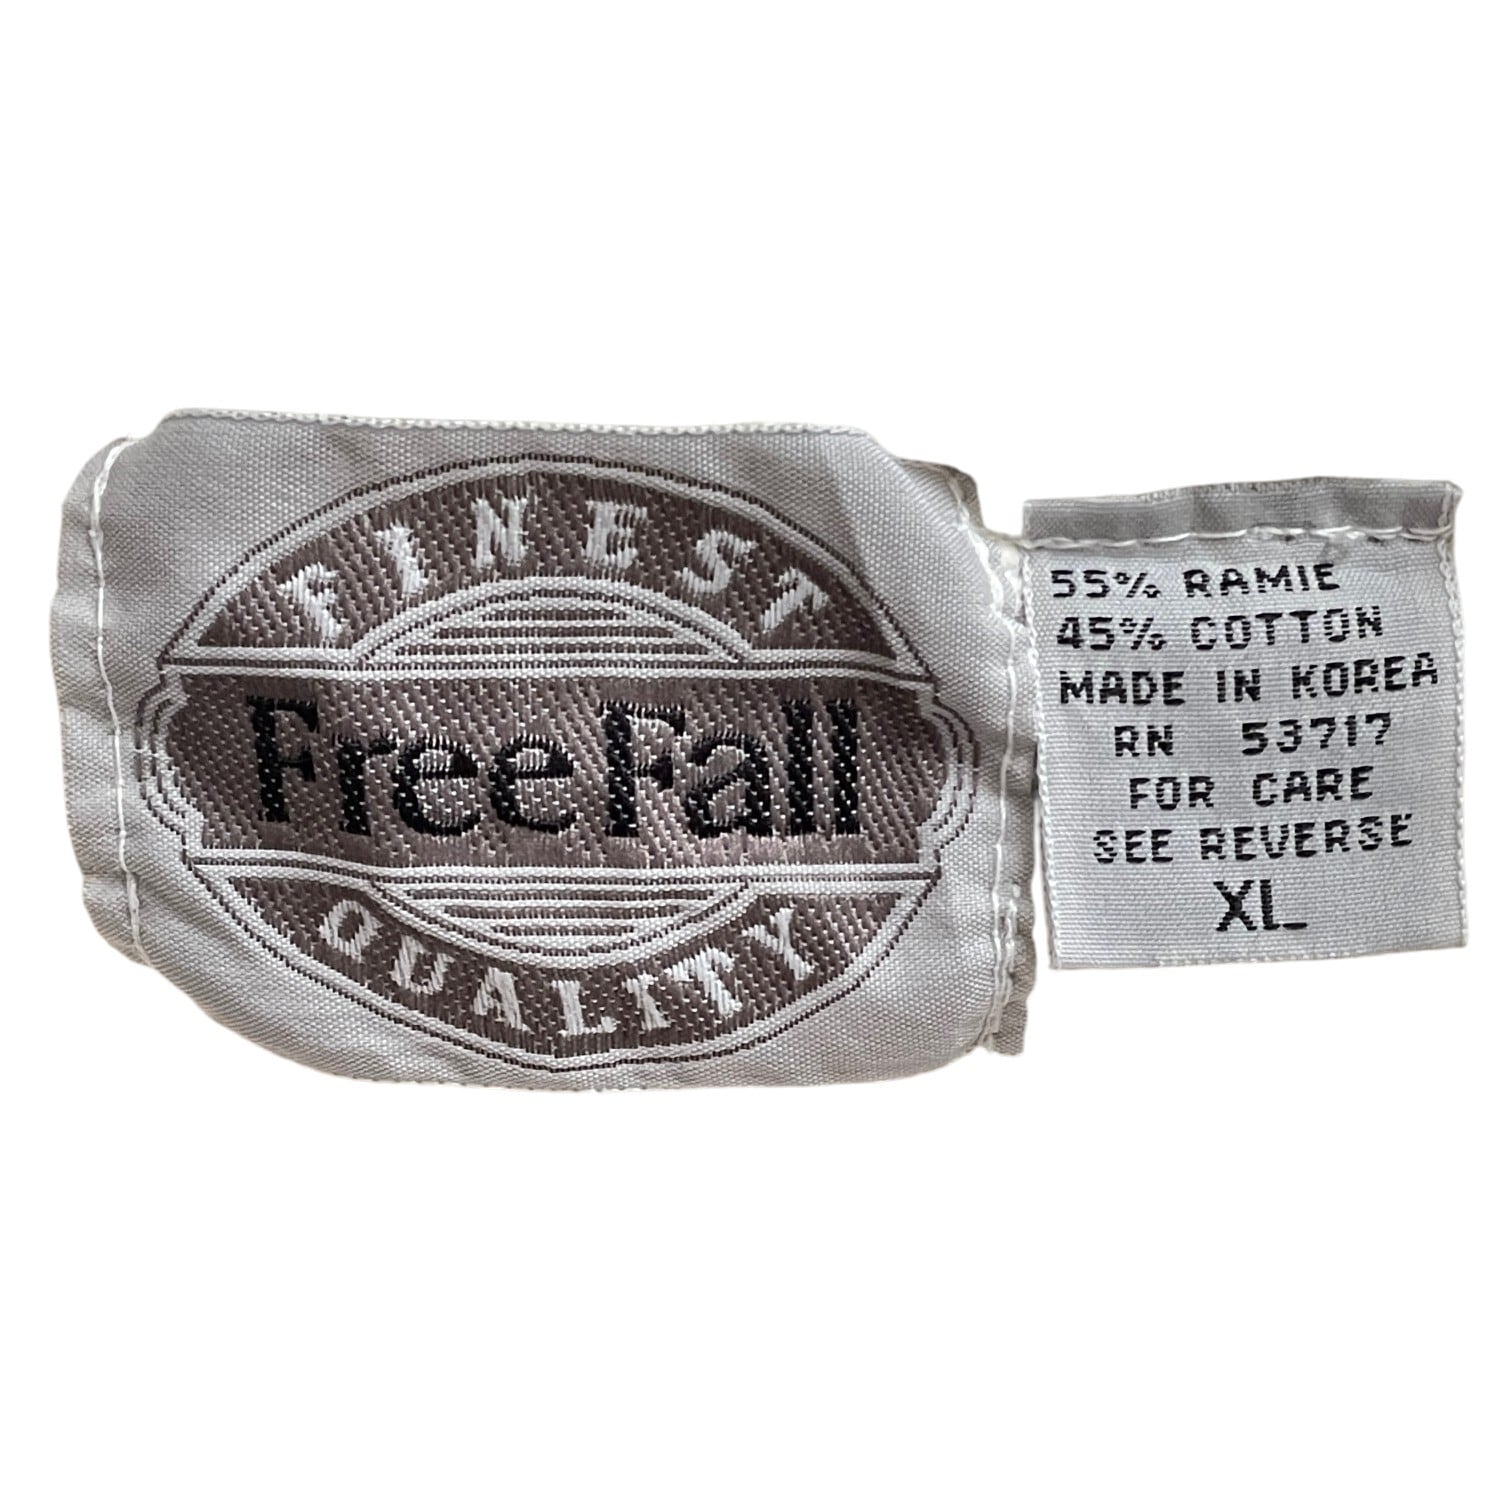 FINEST
FreeFall
QUALITY
55% RAMIE
45% COTTON
MADE IN KOREA
RN 53717
FOR CARE
SEE REVERSE
XL